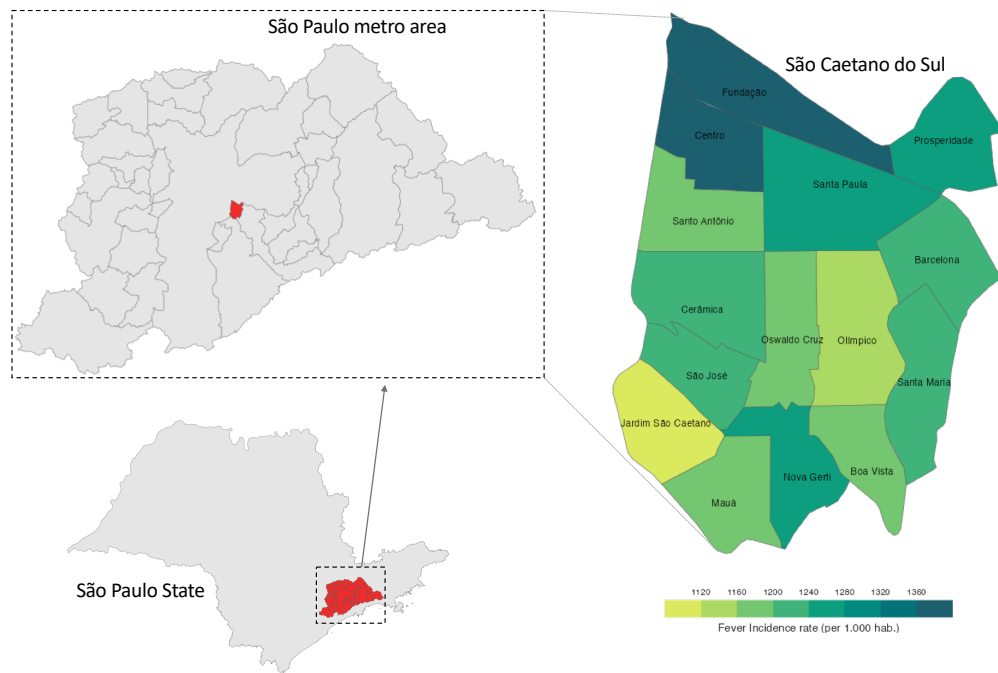 São Paulo metro area
São Caetano do Sul
Fundação
Centro
Prosperidade
Santa Paula
Santo Antônio
Barcelona
Cerâmica
Oswaldo Cruz
Olímpico
São José
Santa Maria
Jardim São Caetano
Nova Gerti
Boa Vista
Mauá
São Paulo State
1120 1160 1200 1240 1280 1320 1360
Fever Incidence rate (per 1.000 hab.)